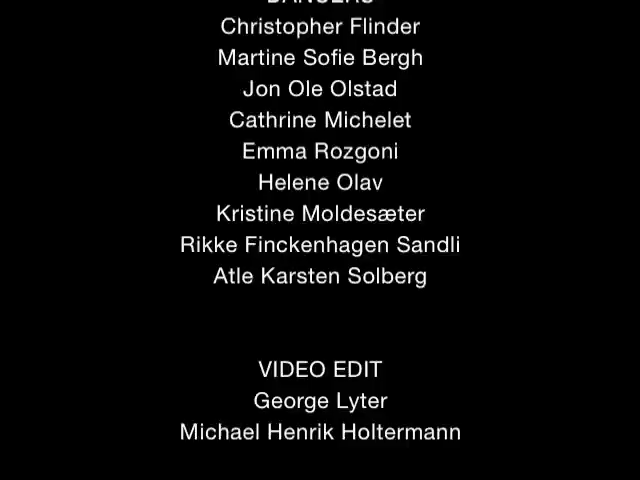 DANCERS
Christopher Flinder
Martine Sofie Bergh
Jon Ole Olstad
Cathrine Michelet
Emma Rozgoni
Helene Olav
Kristine Moldesæter
Rikke Finckenhagen Sandli
Atle Karsten Solberg
VIDEO EDIT
George Lyter
Michael Henrik Holtermann